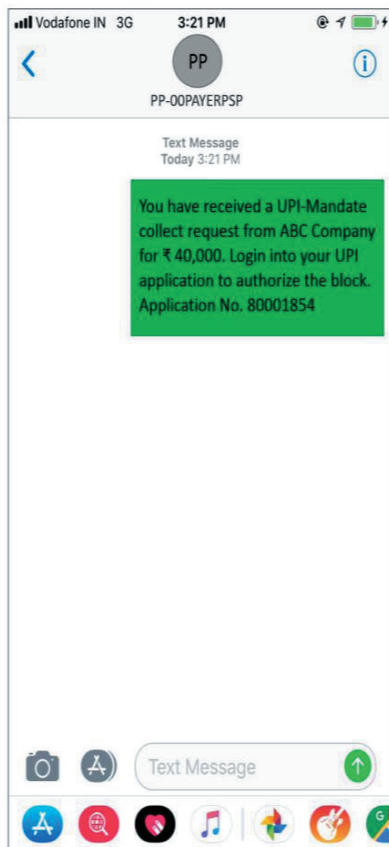 Vodafone IN 3G 3:21 PM
PP
PP-OOPAYERPSP
Text Message
Today 3:21 PM
You have received a UPI-Mandate
collect request from ABC Company
for ₹ 40,000. Login into your UPI
application to authorize the block.
Application No. 80001854
Text Message